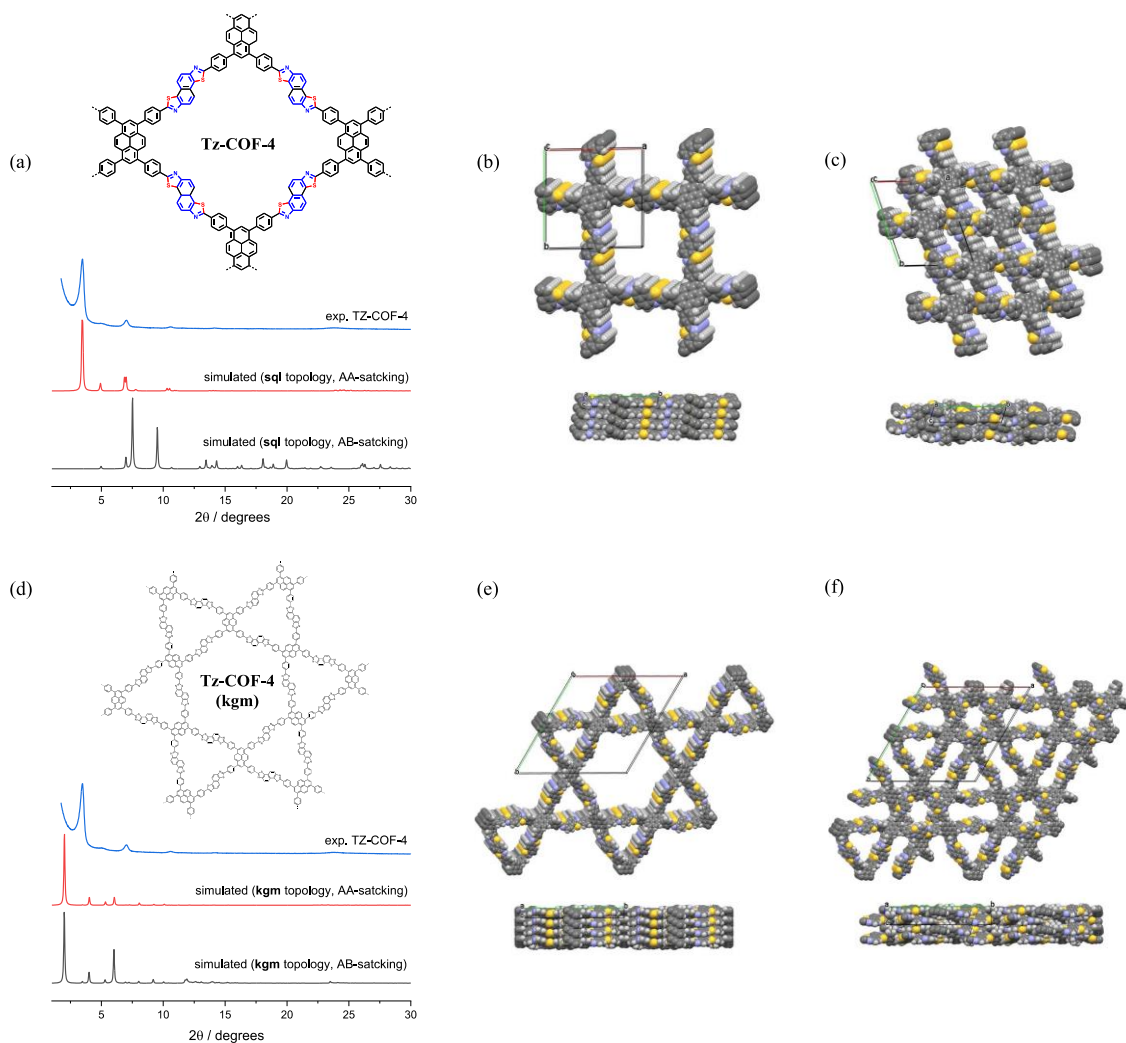 (a)
Tz-COF-4
exp. TZ-COF-4
simulated (sql topology, AA-satcking)
simulated (sql topology, AB-satcking)
5 10 15 20 25 30
2θ / degrees
(b)
c a
b
a b
(c)
c a
b
(d)
Tz-COF-4
(kgm)
exp. TZ-COF-4
simulated (kgm topology, AA-satcking)
simulated (kgm topology, AB-satcking)
5 10 15 20 25 30
2θ / degrees
(e)
a
a b
(f)
a
a b